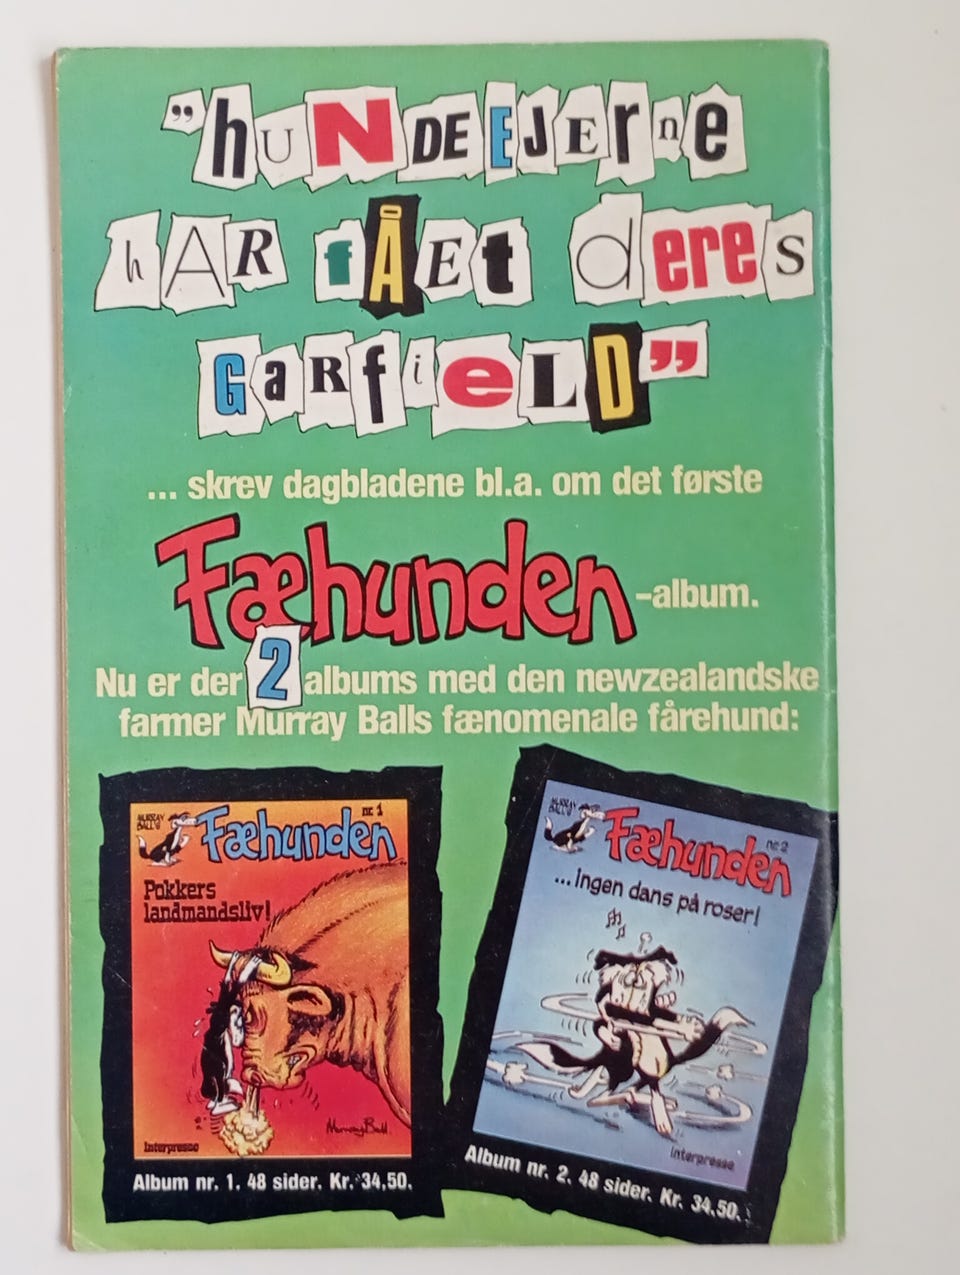 "hUNDEEJERne
hAR fÅEt deres
GaRfiELD"
... skrev dagbladene bl.a. om det første
Fæhunden -album.
Nu er der 2 albums med den newzealandske
farmer Murray Balls fænomenale fårehund:
MURRAY BALL'S
Fæhunden
nr. 1
Pokkers
landmandsliv!
Murray Ball
Interpresse
Album nr. 1. 48 sider. Kr. 34,50.
MURRAY BALL'S
Fæhunden
nr. 2
...ingen dans på roser!
Interpresse
Album nr. 2. 48 sider. Kr. 34,50.